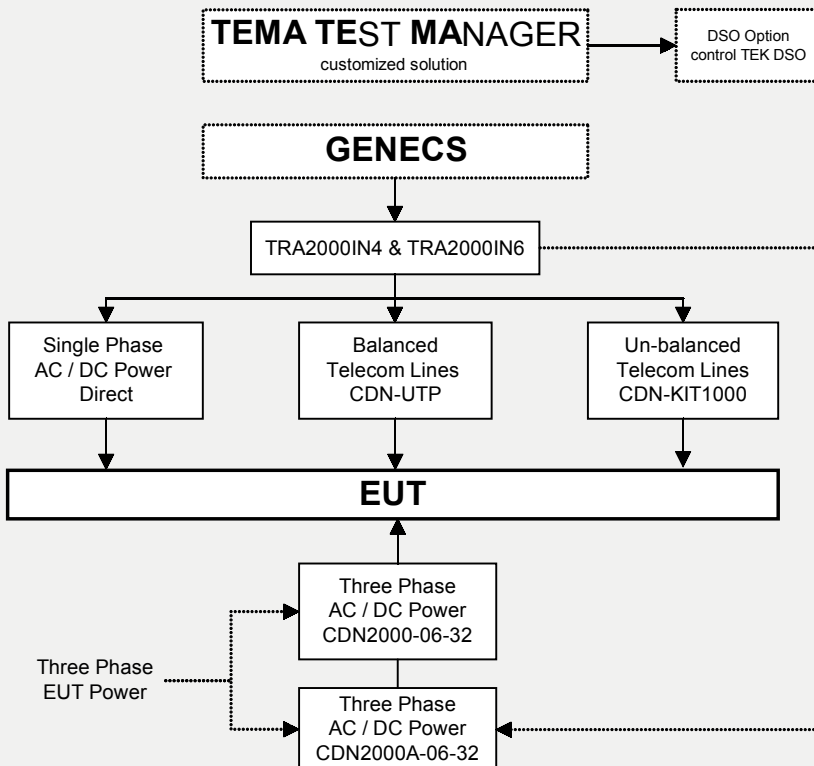 TEMA TEST MANAGER
customized solution
DSO Option
control TEK DSO
GENECS
TRA2000IN4 & TRA2000IN6
Single Phase
AC / DC Power
Direct
Balanced
Telecom Lines
CDN-UTP
Un-balanced
Telecom Lines
CDN-KIT1000
EUT
Three Phase
AC / DC Power
CDN2000-06-32
Three Phase
EUT Power
Three Phase
AC / DC Power
CDN2000A-06-32